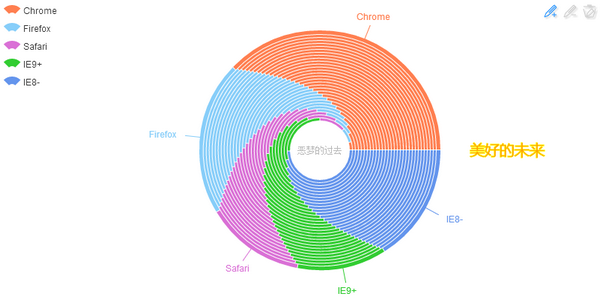 Chrome
Firefox
Safari
IE9+
IE8-
Chrome
Firefox
恶梦的过去
美好的未来
IE8-
Safari
IE9+